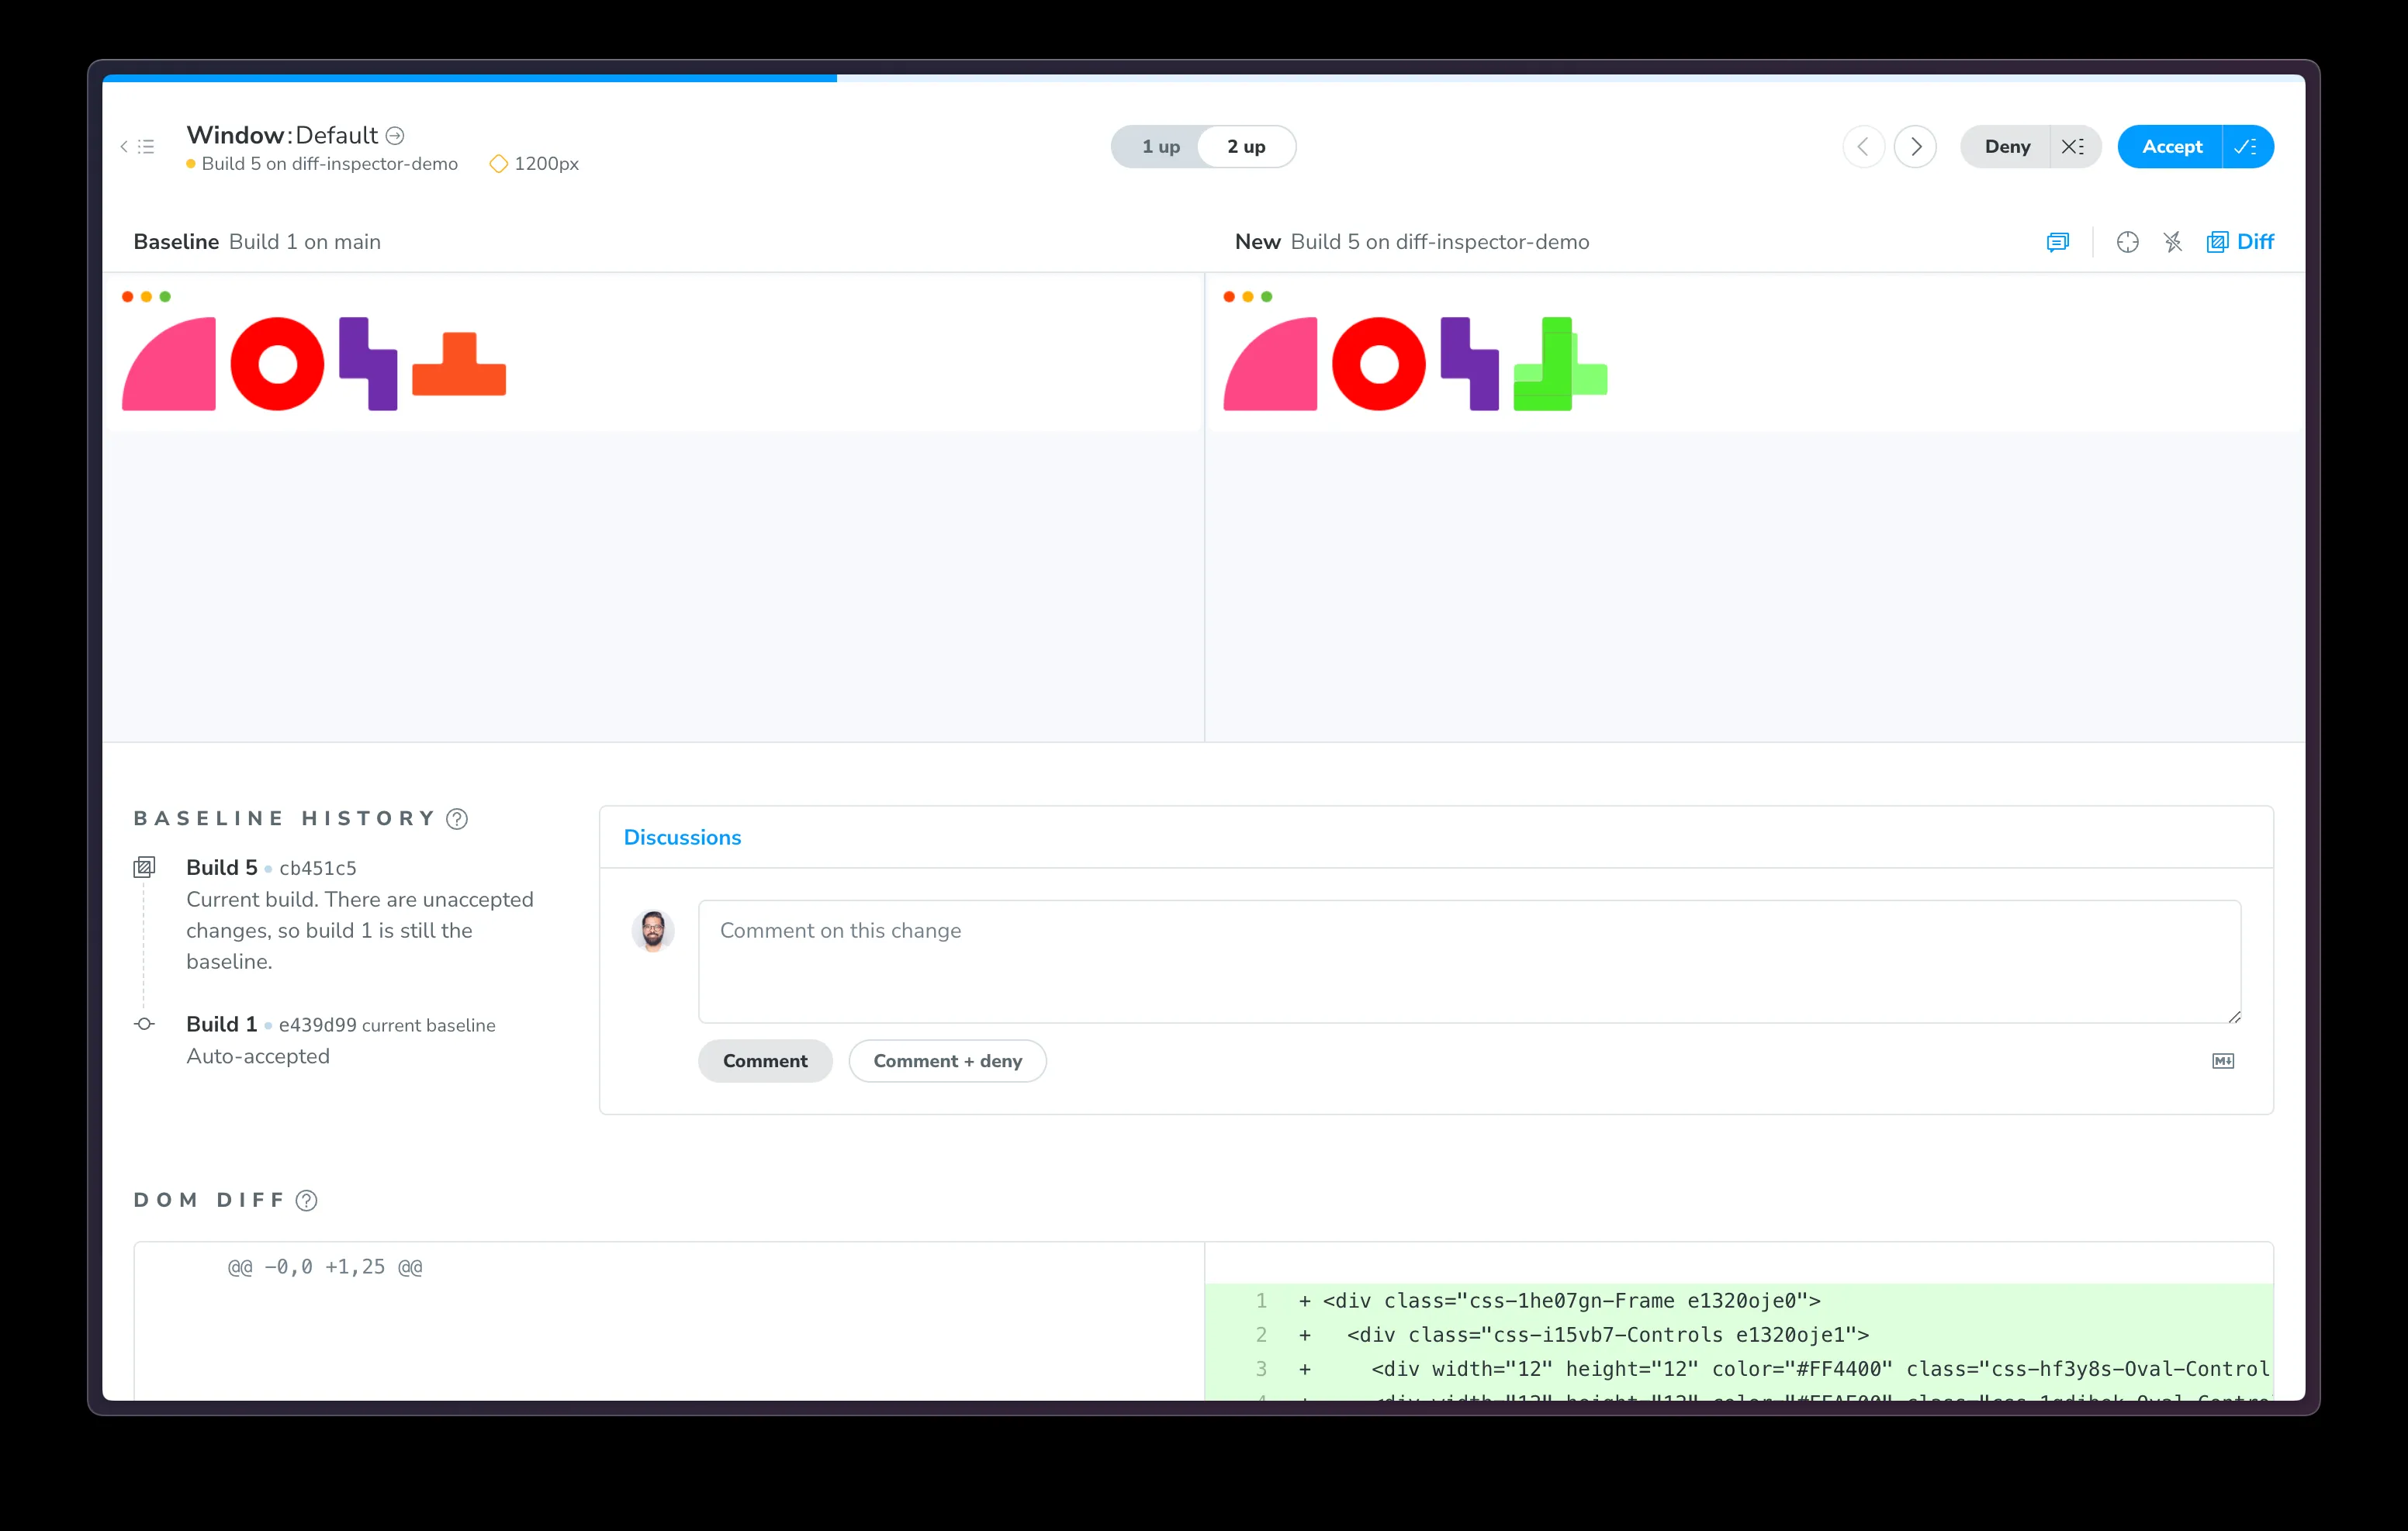 Window: Default
Build 5 on diff-inspector-demo 1200px
1 up 2 up
Deny Accept
Baseline Build 1 on main
New Build 5 on diff-inspector-demo
Diff
BASELINE HISTORY ?
Build 5 • cb451c5
Current build. There are unaccepted
changes, so build 1 is still the
baseline.
Build 1 • e439d99 current baseline
Auto-accepted
Discussions
Comment on this change
Comment Comment + deny
M↓
DOM DIFF ?
@@ -0,0 +1,25 @@
1 + <div class="css-1he07gn-Frame e1320oje0">
2 + <div class="css-i15vb7-Controls e1320oje1">
3 + <div width="12" height="12" color="#FF4400" class="css-hf3y8s-Oval-Control